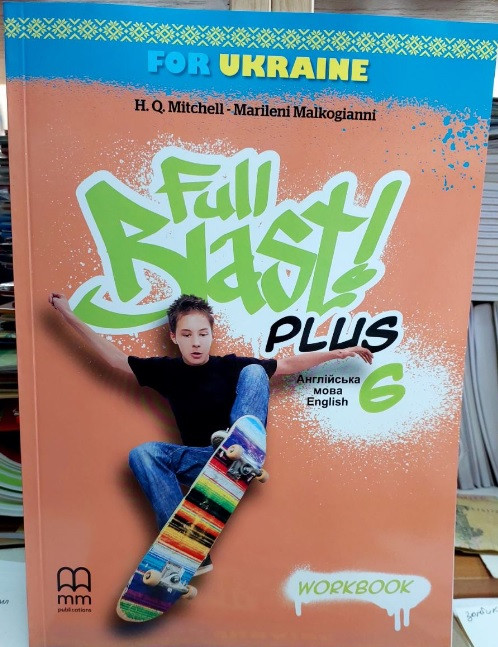 FOR UKRAINE
H. Q. Mitchell - Marileni Malkogianni
Full
Blast!
PLUS
Англійська
мова
English
6
mm
publications
WORKBOOK